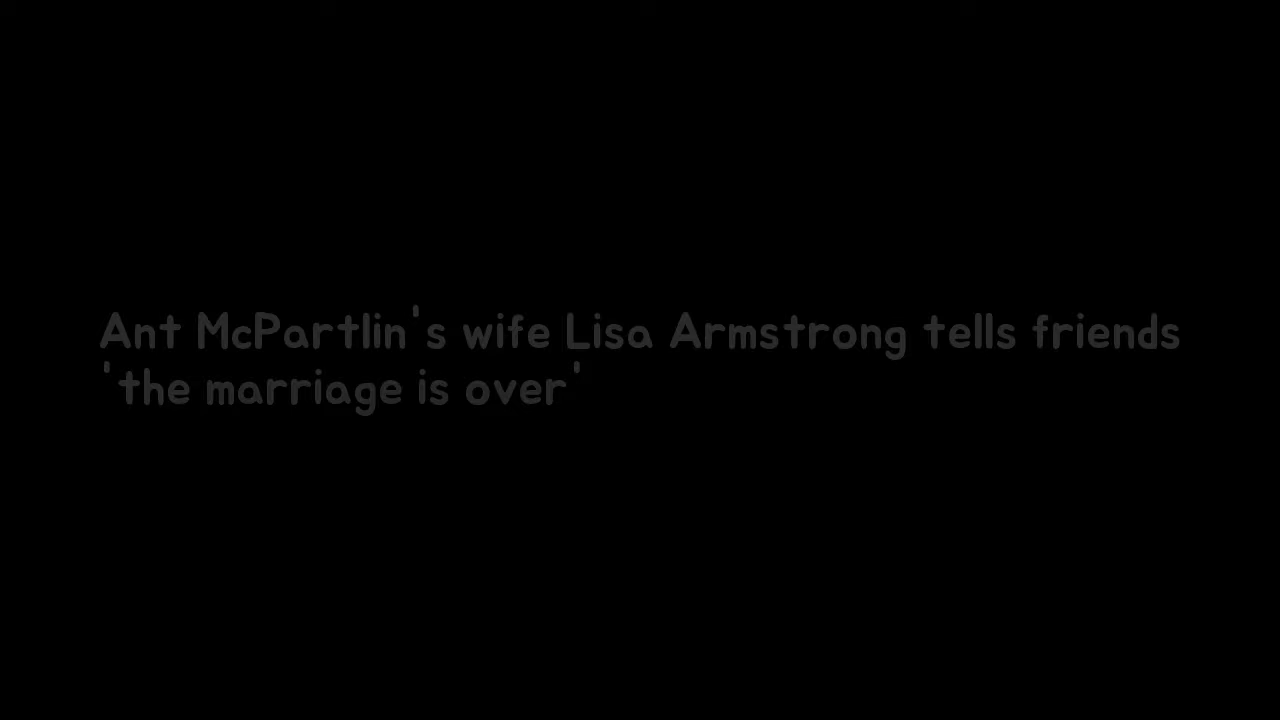 Ant McPartlin's wife Lisa Armstrong tells friends
'the marriage is over'